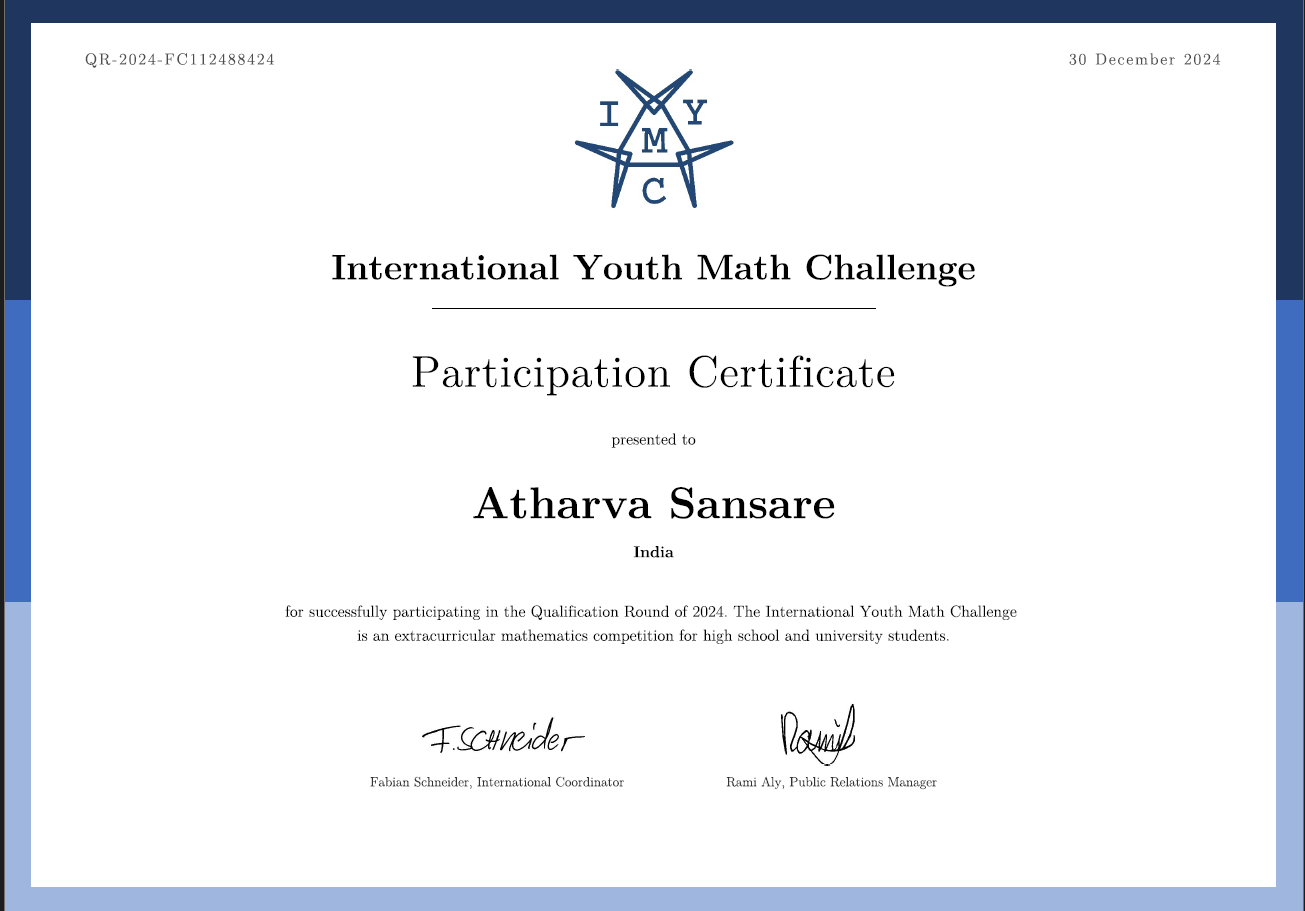 QR-2024-FC112488424
30 December 2024
I Y
M
C
International Youth Math Challenge
Participation Certificate
presented to
Atharva Sansare
India
for successfully participating in the Qualification Round of 2024. The International Youth Math Challenge
is an extracurricular mathematics competition for high school and university students.
F. SCHNeider
Rami
Fabian Schneider, International Coordinator
Rami Aly, Public Relations Manager